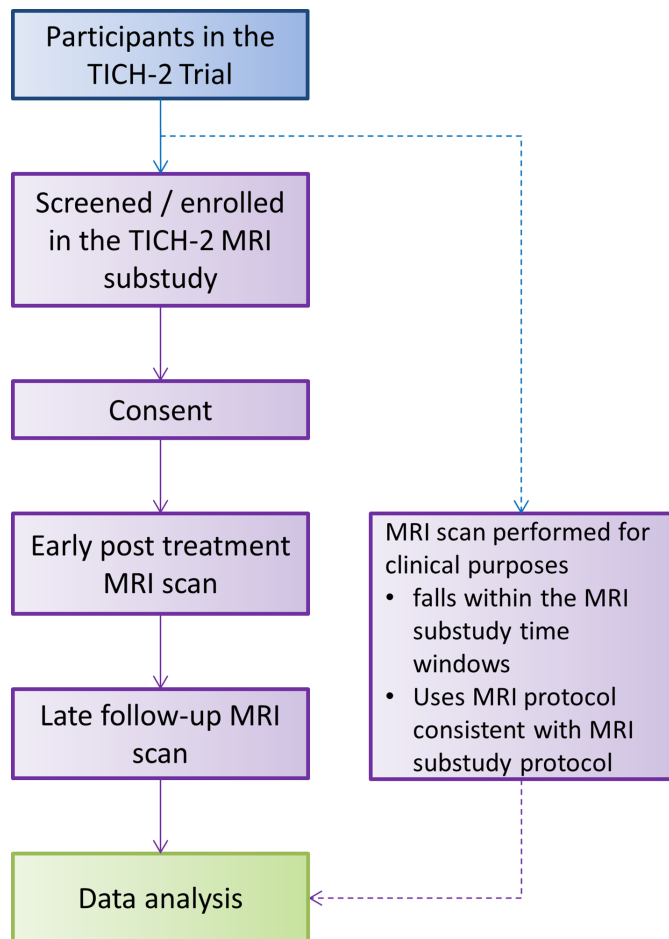 Participants in the
TICH-2 Trial
Screened / enrolled
in the TICH-2 MRI
substudy
Consent
Early post treatment
MRI scan
Late follow-up MRI
scan
MRI scan performed for
clinical purposes
• falls within the MRI
substudy time
windows
• Uses MRI protocol
consistent with MRI
substudy protocol
Data analysis